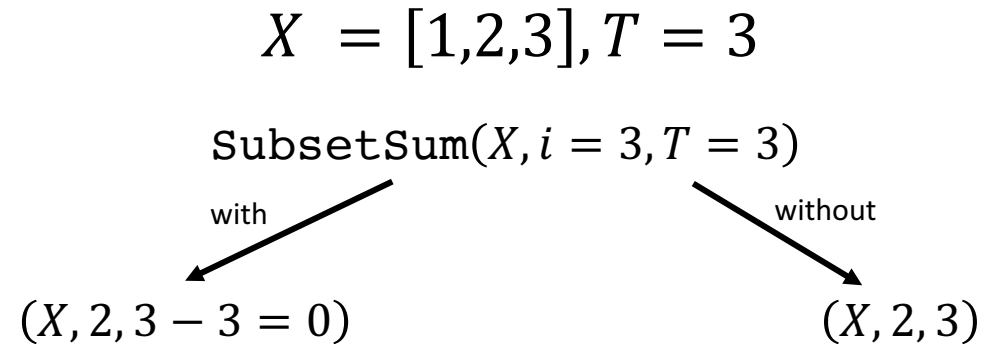 X = [1,2,3], T = 3
SubsetSum(X, i = 3, T = 3)
with without
(X, 2, 3 − 3 = 0) (X, 2, 3)